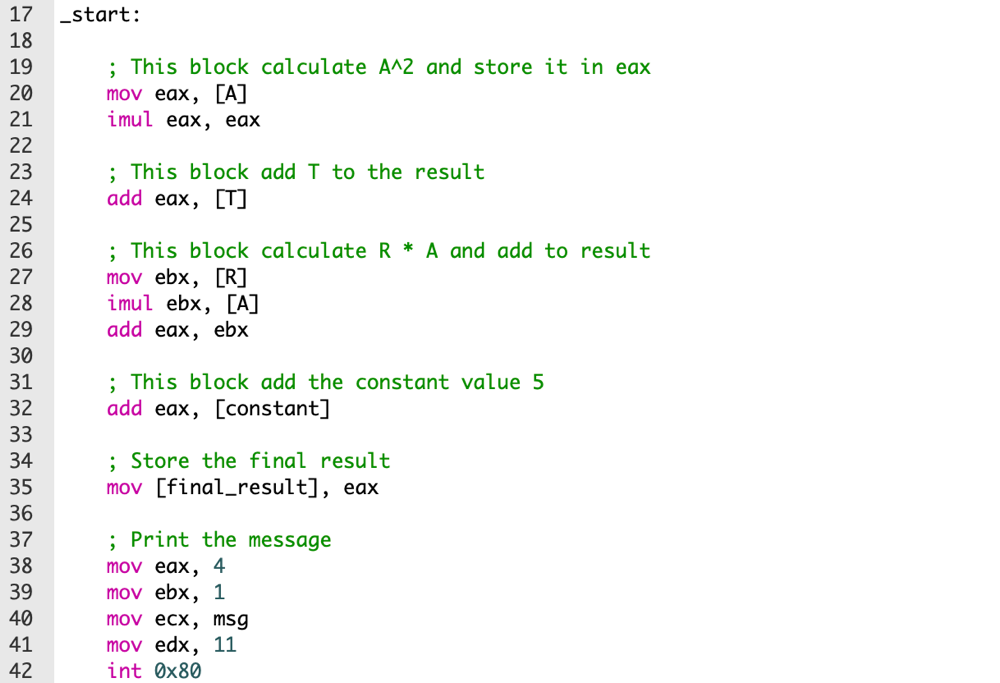 17 _start:
18
19 ; This block calculate A^2 and store it in eax
20 mov eax, [A]
21 imul eax, eax
22
23 ; This block add T to the result
24 add eax, [T]
25
26 ; This block calculate R * A and add to result
27 mov ebx, [R]
28 imul ebx, [A]
29 add eax, ebx
30
31 ; This block add the constant value 5
32 add eax, [constant]
33
34 ; Store the final result
35 mov [final_result], eax
36
37 ; Print the message
38 mov eax, 4
39 mov ebx, 1
40 mov ecx, msg
41 mov edx, 11
42 int 0x80